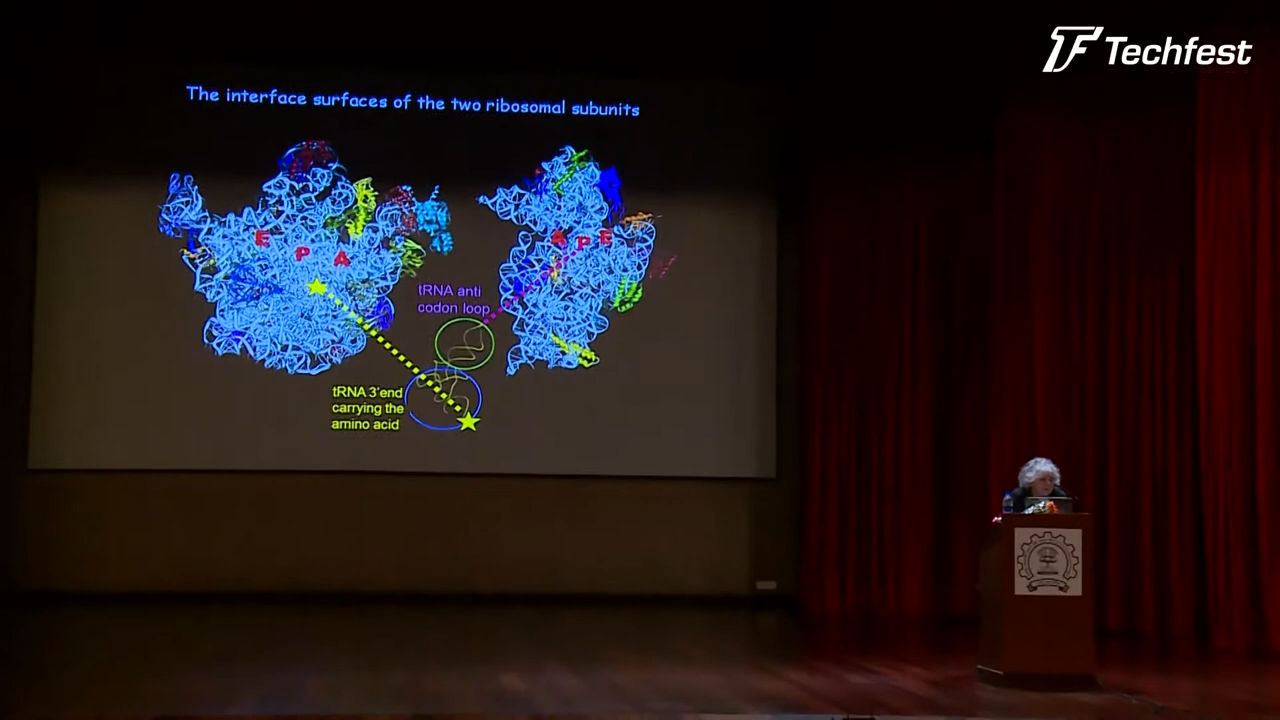 Techfest
The interface surfaces of the two ribosomal subunits
E
P
A
A
P
E
tRNA anti
codon loop
tRNA 3'end
carrying the
amino acid